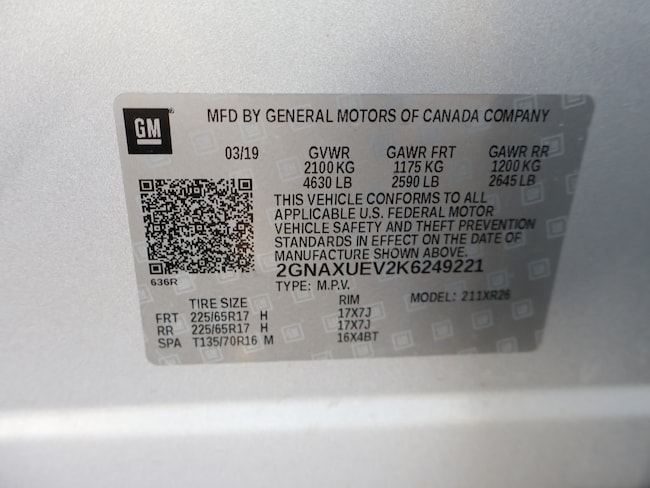 GM
MFD BY GENERAL MOTORS OF CANADA COMPANY
03/19 GVWR GAWR FRT GAWR RR
2100 KG 1175 KG 1200 KG
4630 LB 2590 LB 2645 LB
THIS VEHICLE CONFORMS TO ALL
APPLICABLE U.S. FEDERAL MOTOR
VEHICLE SAFETY AND THEFT PREVENTION
STANDARDS IN EFFECT ON THE DATE OF
MANUFACTURE SHOWN ABOVE
2GNAXUEV2K6249221
636R
TYPE: M.P.V. MODEL: 211XR26
TIRE SIZE RIM
FRT 225/65R17 H 17X7J
RR 225/65R17 H 17X7J
SPA T135/70R16 M 16X4BT